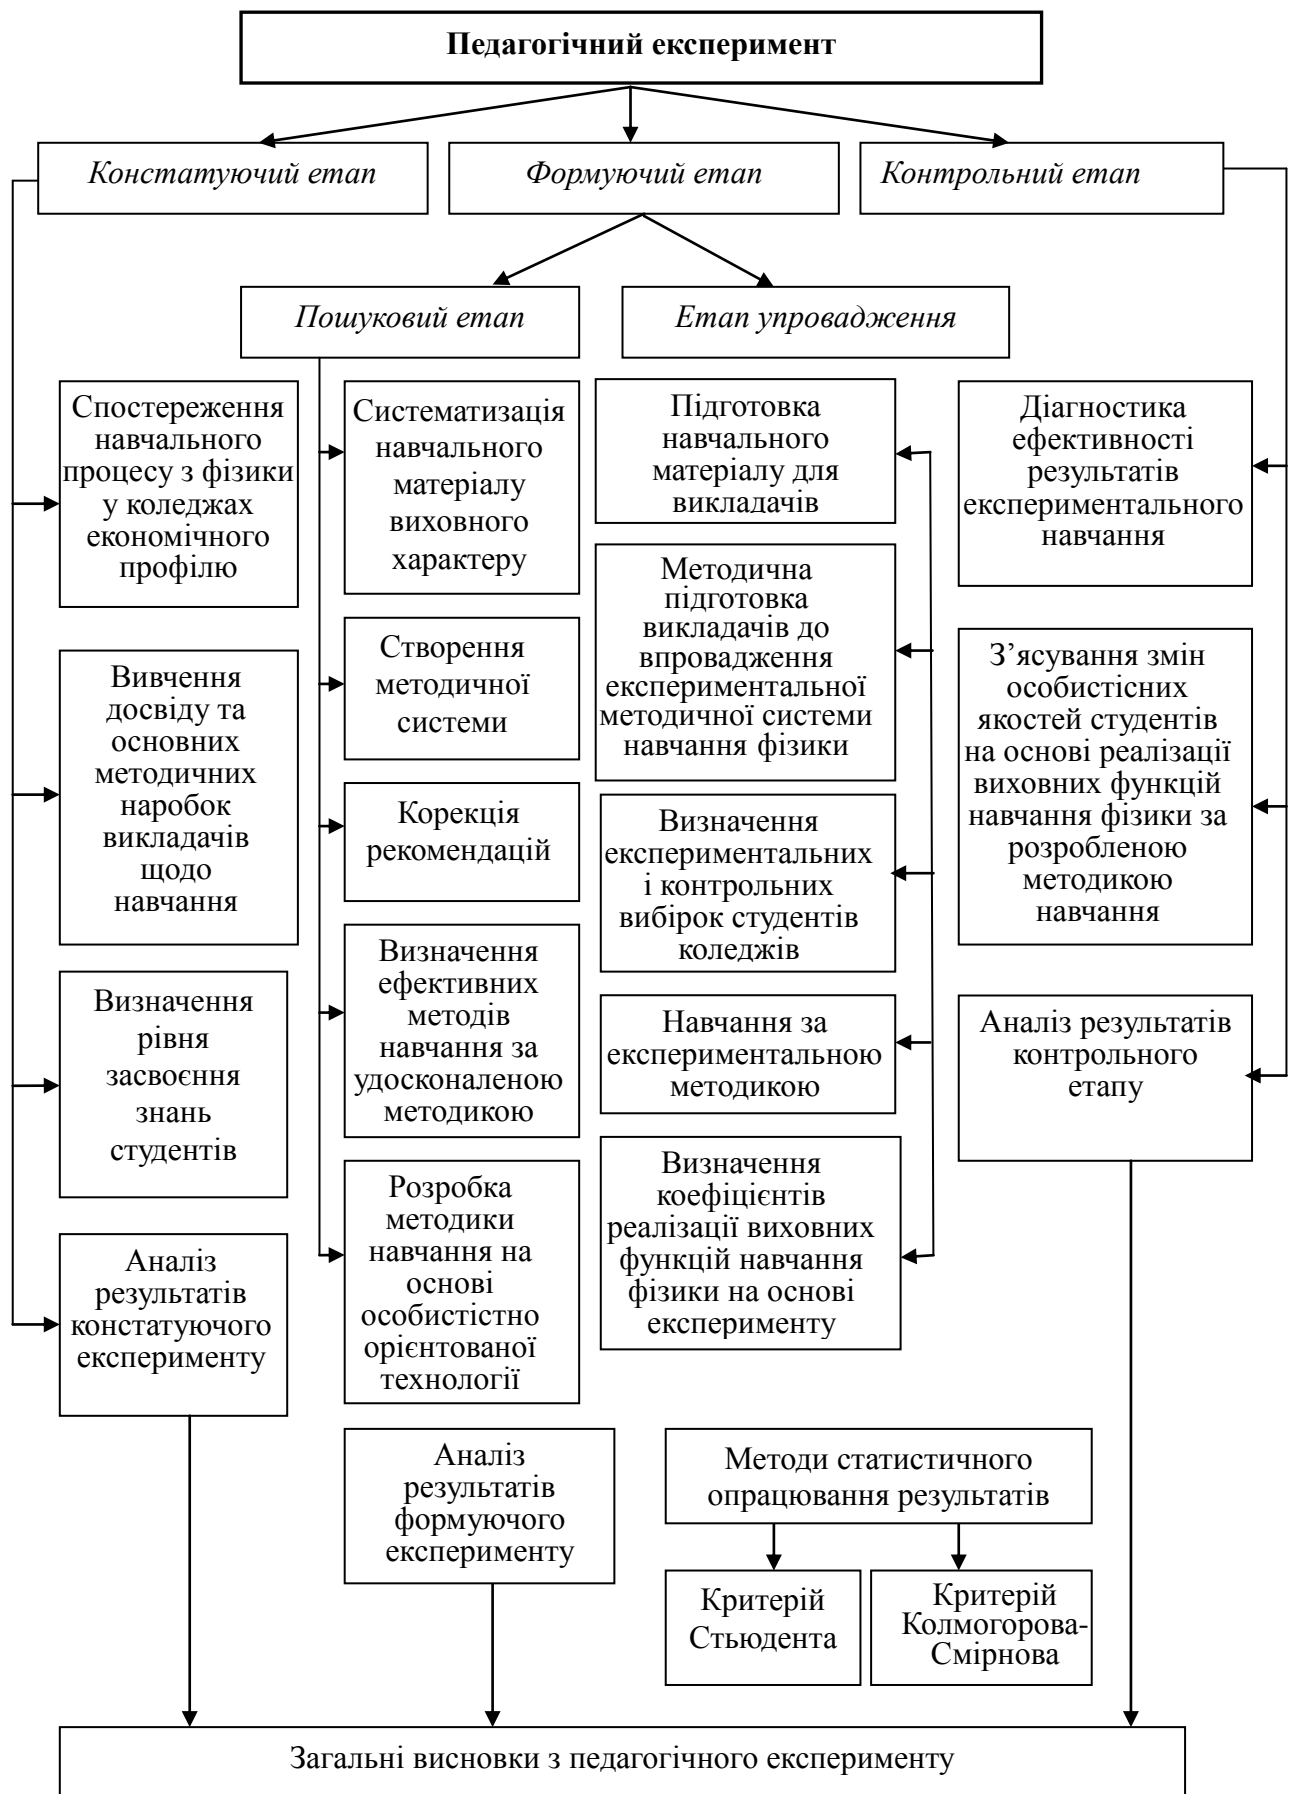 Педагогічний експеримент
Констатуючий етап
Формуючий етап
Контрольний етап
Пошуковий етап
Етап упровадження
Спостереження
навчального
процесу з фізики
у коледжах
економічного
профілю
Вивчення
досвіду та
основних
методичних
наробок
викладачів
щодо
навчання
Визначення
рівня
засвоєння
знань
студентів
Аналіз
результатів
констатуючого
експерименту
Систематизація
навчального
матеріалу
виховного
характеру
Створення
методичної
системи
Корекція
рекомендацій
Визначення
ефективних
методів
навчання за
удосконаленою
методикою
Розробка
методики
навчання на
основі
особистістно
орієнтованої
технології
Аналіз
результатів
формуючого
експерименту
Підготовка
навчального
матеріалу для
викладачів
Методична
підготовка
викладачів до
впровадження
експериментальної
методичної системи
навчання фізики
Визначення
експериментальних
і контрольних
вибірок студентів
коледжів
Навчання за
експериментальною
методикою
Визначення
коефіцієнтів
реалізації виховних
функцій навчання
фізики на основі
експерименту
Діагностика
ефективності
результатів
експериментального
навчання
З’ясування змін
особистісних
якостей студентів
на основі реалізації
виховних функцій
навчання фізики за
розробленою
методикою
навчання
Аналіз результатів
контрольного
етапу
Методи статистичного
опрацювання результатів
Критерій
Стьюдента
Критерій
Колмогорова-
Смірнова
Загальні висновки з педагогічного експерименту